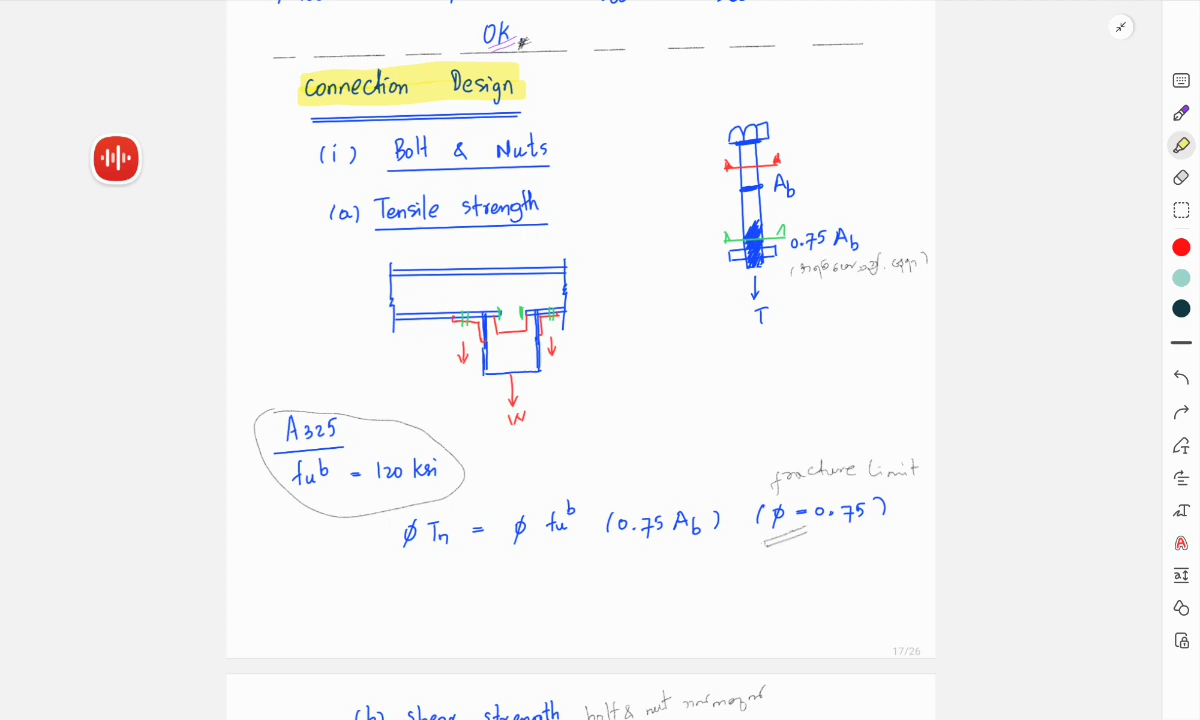 OK
Connection Design
(i) Bolt & Nuts
(a) Tensile strength
Ab
0.75 Ab
T
W
A325
fub = 120 ksi
fracture limit
φ Tn = φ fub (0.75 Ab) (φ = 0.75)
17/26
(b) shear strength bolt & nut